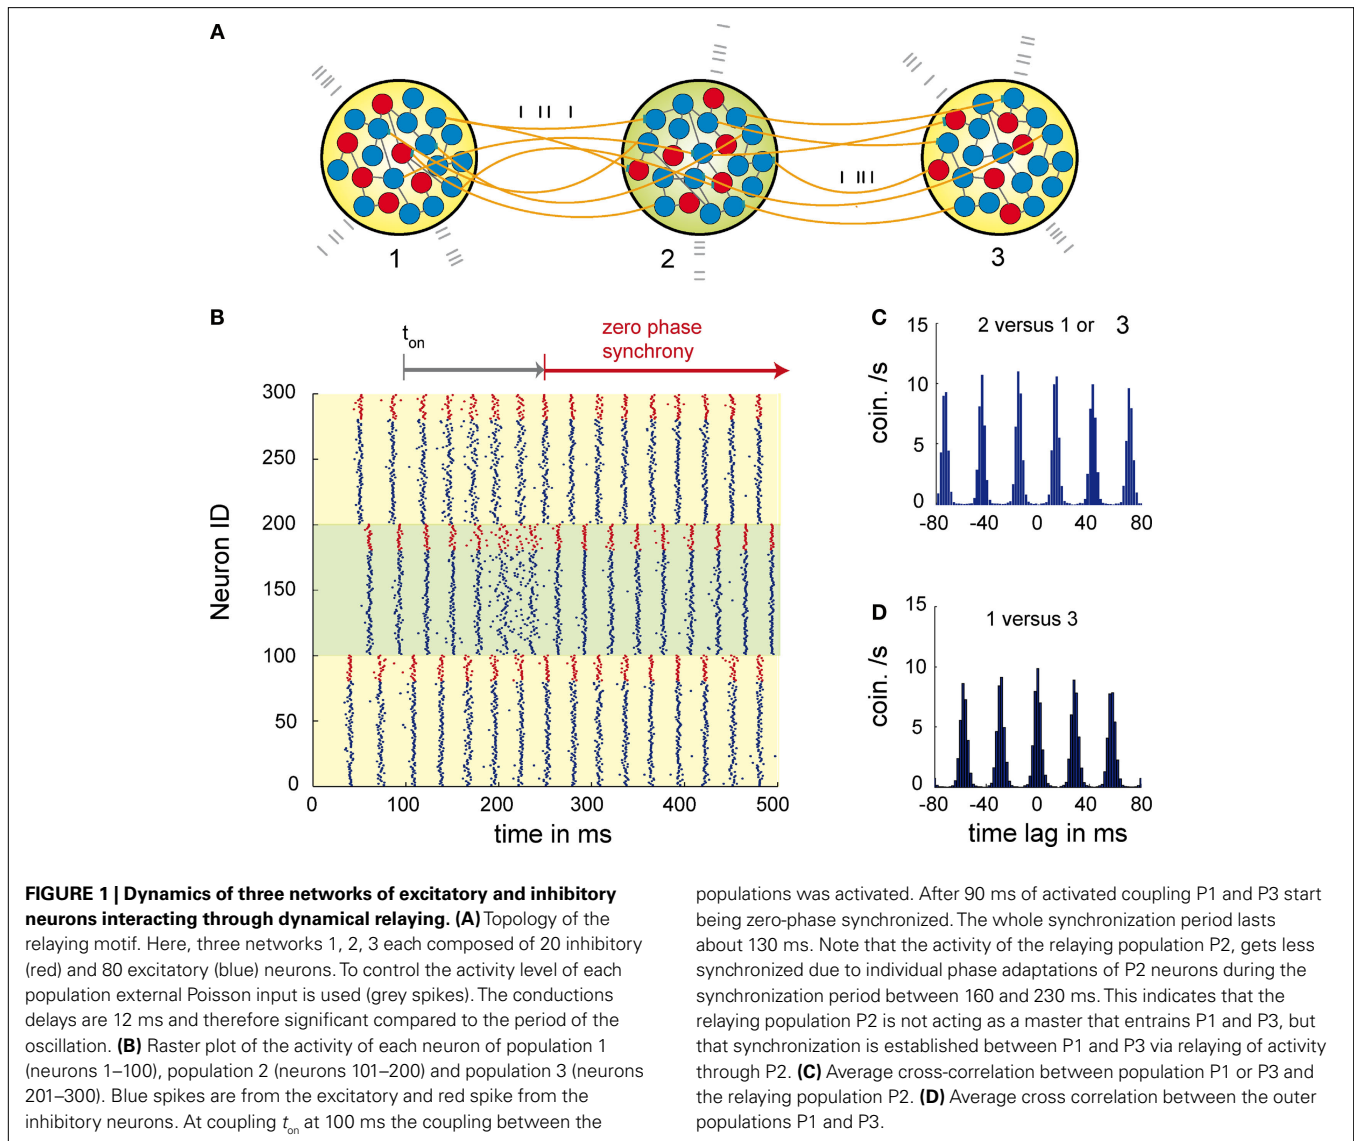 A
1
2
3
B
t_on
zero phase
synchrony
300
250
200
150
100
50
0
Neuron ID
0
100
200
300
400
500
time in ms
C
15
2 versus 1 or 3
10
5
0
coin. /s
-80
-40
0
40
80
D
15
1 versus 3
10
5
0
coin. /s
-80
-40
0
40
80
time lag in ms
FIGURE 1 | Dynamics of three networks of excitatory and inhibitory
neurons interacting through dynamical relaying. (A) Topology of the
relaying motif. Here, three networks 1, 2, 3 each composed of 20 inhibitory
(red) and 80 excitatory (blue) neurons. To control the activity level of each
population external Poisson input is used (grey spikes). The conductions
delays are 12 ms and therefore significant compared to the period of the
oscillation. (B) Raster plot of the activity of each neuron of population 1
(neurons 1–100), population 2 (neurons 101–200) and population 3 (neurons
201–300). Blue spikes are from the excitatory and red spike from the
inhibitory neurons. At coupling t_on at 100 ms the coupling between the
populations was activated. After 90 ms of activated coupling P1 and P3 start
being zero-phase synchronized. The whole synchronization period lasts
about 130 ms. Note that the activity of the relaying population P2, gets less
synchronized due to individual phase adaptations of P2 neurons during the
synchronization period between 160 and 230 ms. This indicates that the
relaying population P2 is not acting as a master that entrains P1 and P3, but
that synchronization is established between P1 and P3 via relaying of activity
through P2. (C) Average cross-correlation between population P1 or P3 and
the relaying population P2. (D) Average cross correlation between the outer
populations P1 and P3.